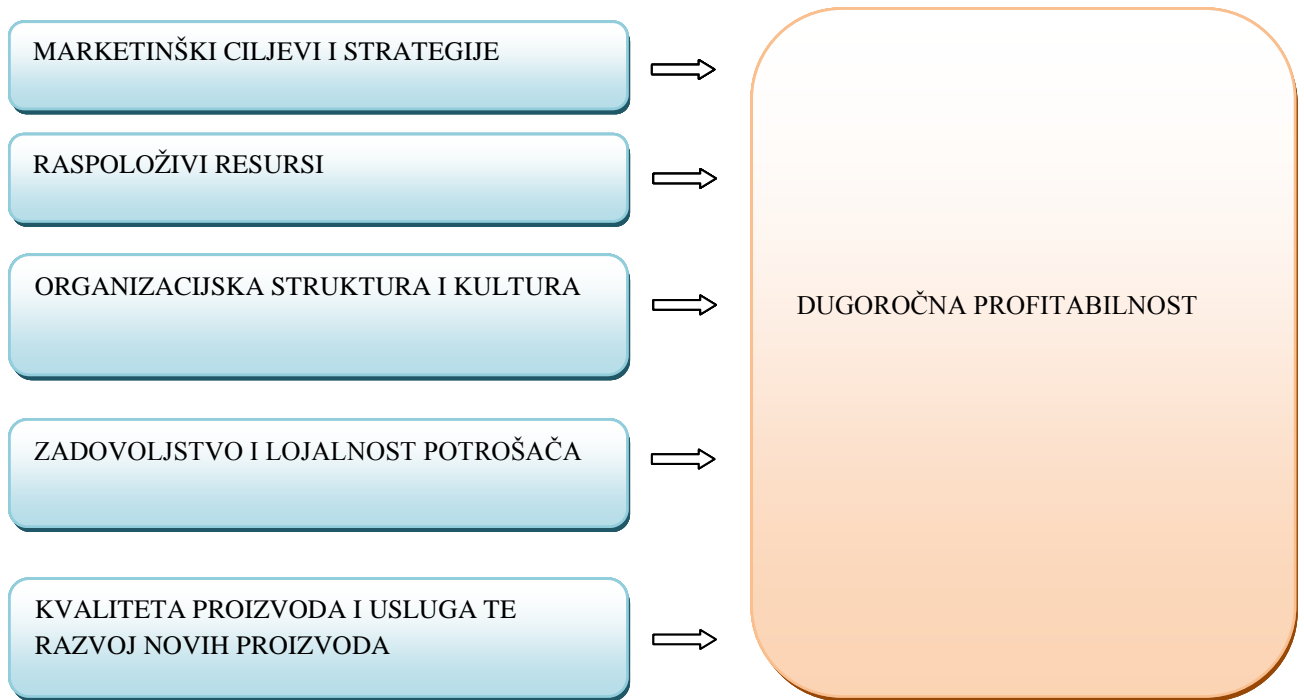 MARKETINŠKI CILJEVI I STRATEGIJE
RASPOLOŽIVI RESURSI
ORGANIZACIJSKA STRUKTURA I KULTURA
DUGOROČNA PROFITABILNOST
ZADOVOLJSTVO I LOJALNOST POTROŠAČA
KVALITETA PROIZVODA I USLUGA TE
RAZVOJ NOVIH PROIZVODA